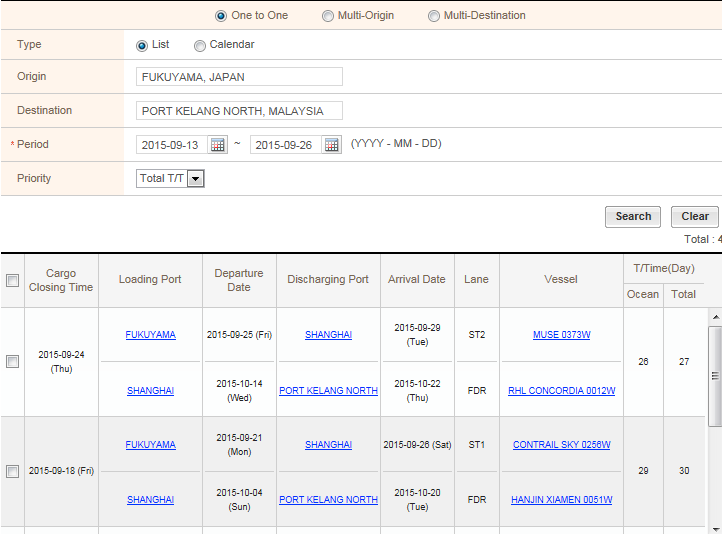 One to One Multi-Origin Multi-Destination
Type List Calendar
Origin FUKUYAMA, JAPAN
Destination PORT KELANG NORTH, MALAYSIA
* Period 2015-09-13 ~ 2015-09-26 (YYYY - MM - DD)
Priority Total T/T
Search Clear
Total : 4
Cargo Closing Time Loading Port Departure Date Discharging Port Arrival Date Lane Vessel T/Time(Day)
Ocean Total
2015-09-24 (Thu) FUKUYAMA 2015-09-25 (Fri) SHANGHAI 2015-09-29 (Tue) ST2 MUSE 0373W 26 27
SHANGHAI 2015-10-14 (Wed) PORT KELANG NORTH 2015-10-22 (Thu) FDR RHL CONCORDIA 0012W
2015-09-18 (Fri) FUKUYAMA 2015-09-21 (Mon) SHANGHAI 2015-09-26 (Sat) ST1 CONTRAIL SKY 0256W 29 30
SHANGHAI 2015-10-04 (Sun) PORT KELANG NORTH 2015-10-20 (Tue) FDR HANJIN XIAMEN 0051W